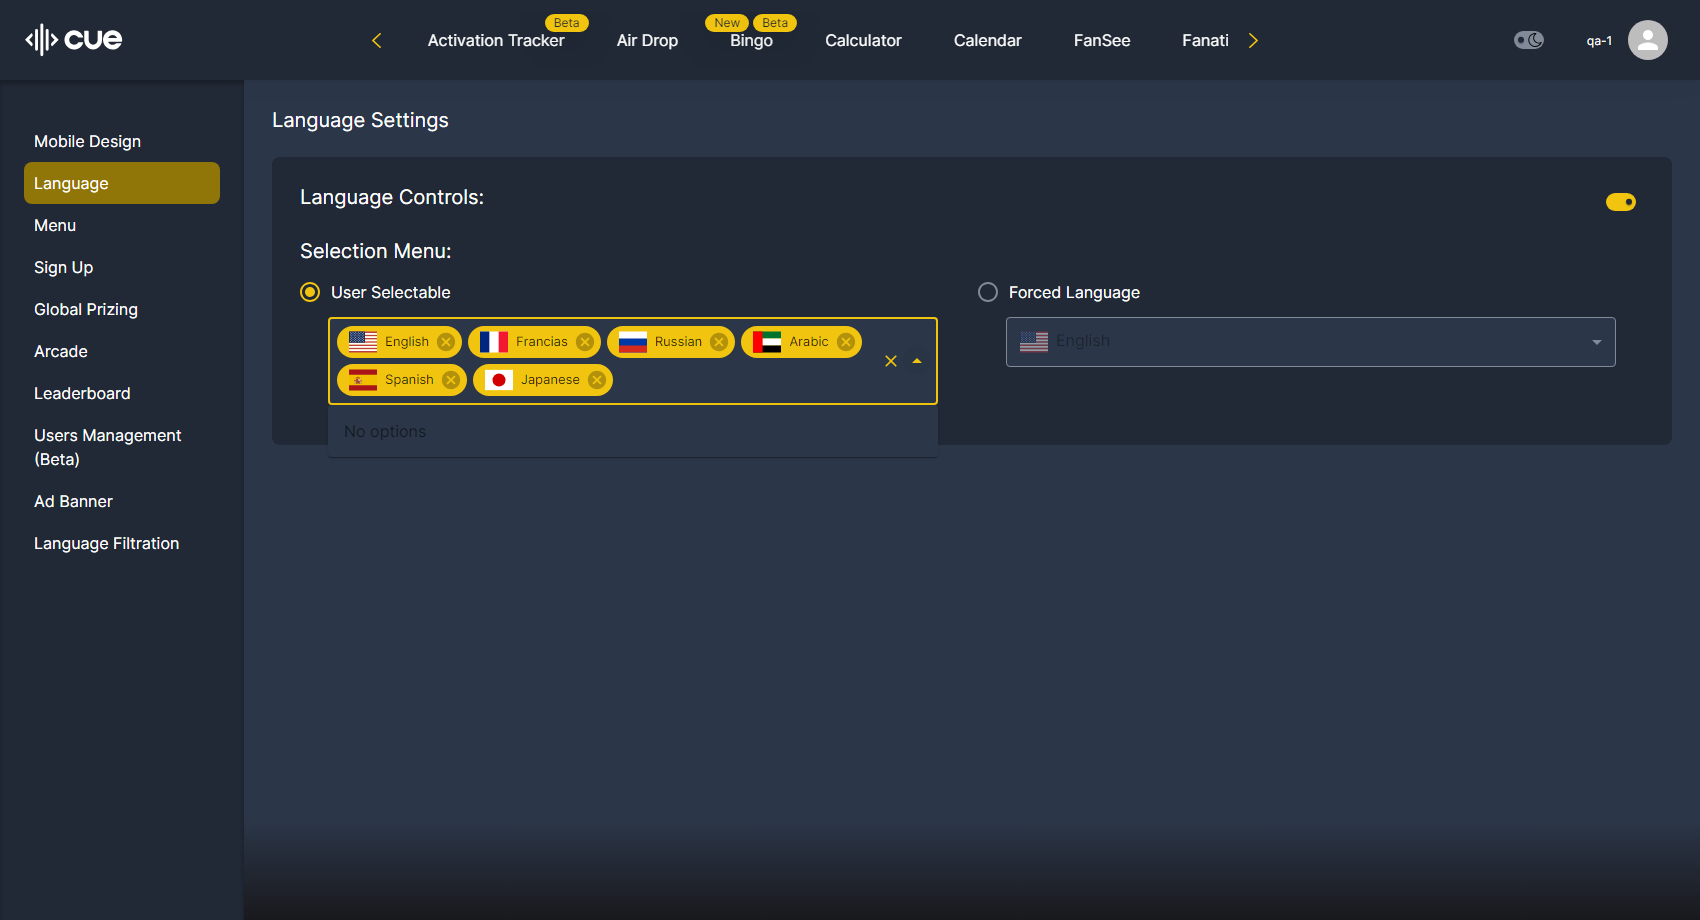 cue
Activation Tracker
Beta
Air Drop
New
Beta
Bingo
Calculator
Calendar
FanSee
Fanati
qa-1
Mobile Design
Language
Menu
Sign Up
Global Prizing
Arcade
Leaderboard
Users Management
(Beta)
Ad Banner
Language Filtration
Language Settings
Language Controls:
Selection Menu:
User Selectable
English
Francias
Russian
Arabic
Spanish
Japanese
No options
Forced Language
English